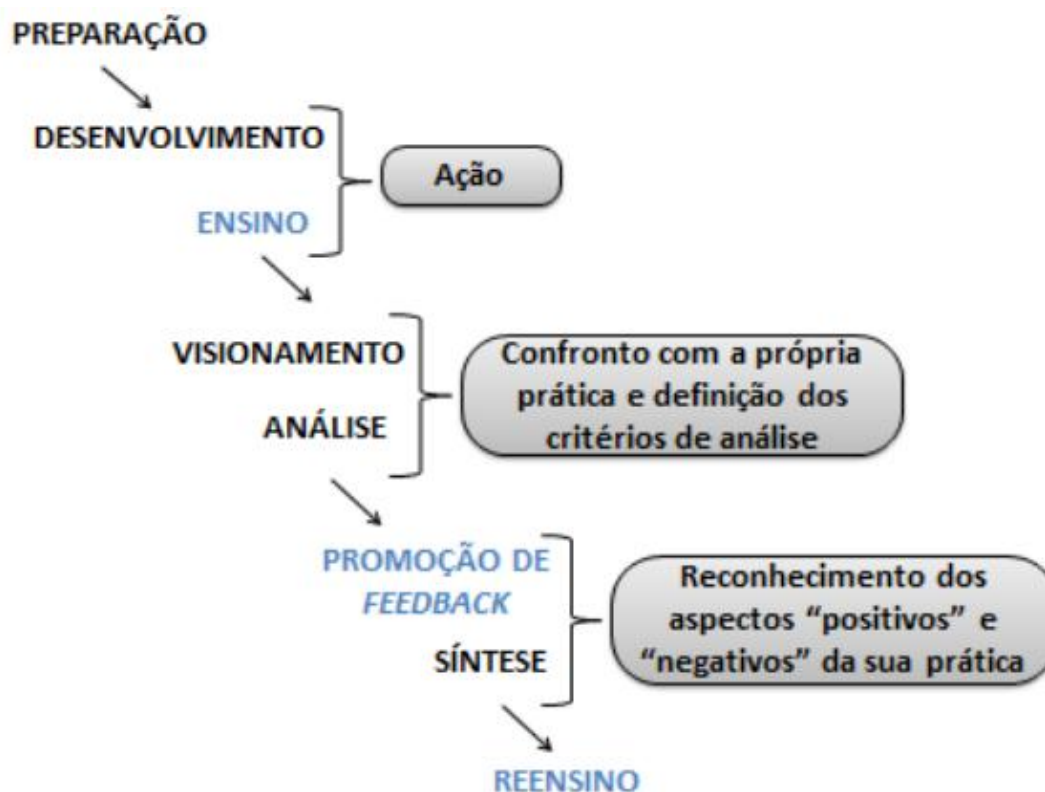 PREPARAÇÃO
DESENVOLVIMENTO
Ação
ENSINO
VISIONAMENTO
ANÁLISE
Confronto com a própria
prática e definição dos
critérios de análise
PROMOÇÃO DE
FEEDBACK
SÍNTESE
Reconhecimento dos
aspectos “positivos” e
“negativos” da sua prática
REENSINO